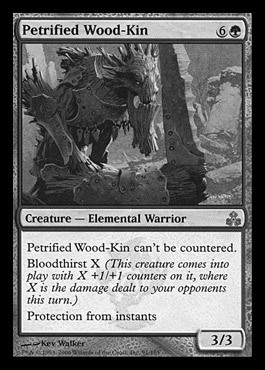 Petrified Wood-Kin 6
Creature — Elemental Warrior
Petrified Wood-Kin can't be countered.
Bloodthirst X (This creature comes into
play with X +1/+1 counters on it, where
X is the damage dealt to your opponents
this turn.)
Protection from instants
Kev Walker
3/3